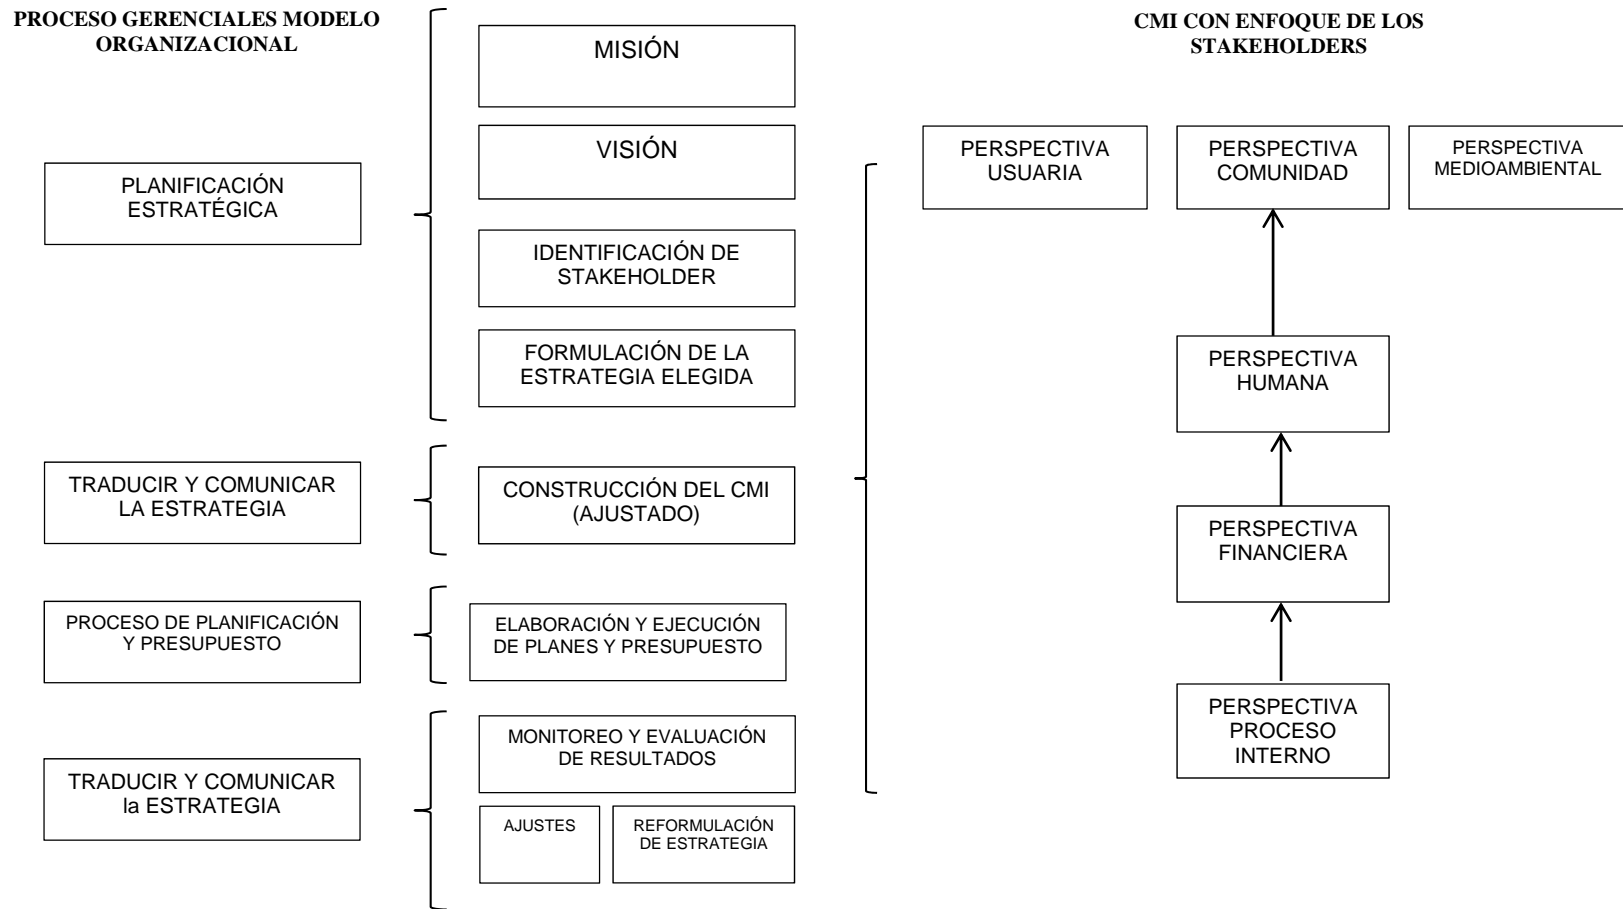 PROCESO GERENCIALES MODELO
ORGANIZACIONAL
PLANIFICACIÓN
ESTRATÉGICA
TRADUCIR Y COMUNICAR
LA ESTRATEGIA
PROCESO DE PLANIFICACIÓN
Y PRESUPUESTO
TRADUCIR Y COMUNICAR
la ESTRATEGIA
MISIÓN
VISIÓN
IDENTIFICACIÓN DE
STAKEHOLDER
FORMULACIÓN DE LA
ESTRATEGIA ELEGIDA
CONSTRUCCIÓN DEL CMI
(AJUSTADO)
ELABORACIÓN Y EJECUCIÓN
DE PLANES Y PRESUPUESTO
MONITOREO Y EVALUACIÓN
DE RESULTADOS
AJUSTES
REFORMULACIÓN
DE ESTRATEGIA
CMI CON ENFOQUE DE LOS
STAKEHOLDERS
PERSPECTIVA
USUARIA
PERSPECTIVA
COMUNIDAD
PERSPECTIVA
MEDIOAMBIENTAL
PERSPECTIVA
HUMANA
PERSPECTIVA
FINANCIERA
PERSPECTIVA
PROCESO
INTERNO